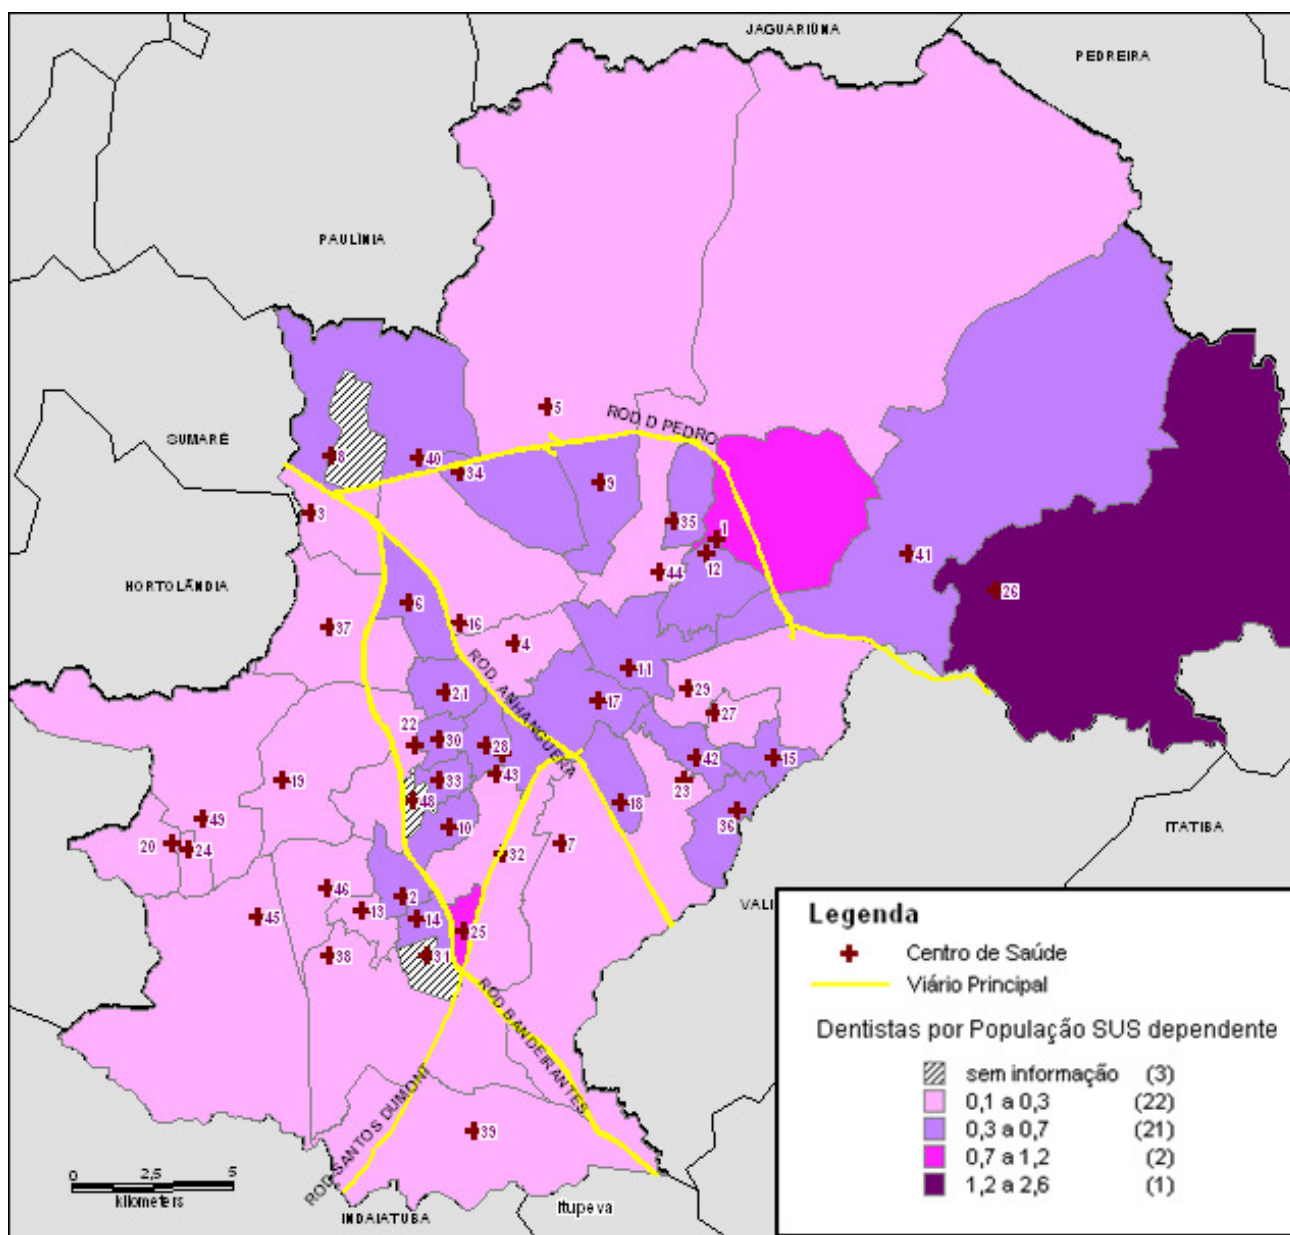 JAGUARIÚNA
PEDREIRA
PAULÍNIA
SUMARÉ
HORTOLÂNDIA
ROD D PEDRO
5
8
40
34
9
3
35
1
12
41
44
26
6
16
37
4
ROD. ANHANGUERA
11
21
29
17
27
22
30
28
42
15
43
19
33
23
48
18
36
49
10
ITATIBA
20
24
32
7
46
2
13
45
14
25
38
31
VALI
ROD BANDEIRANTES
ROD SANTOS DUMONT
39
0 2,5 5
kilometers
INDAIATUBA
Itupeva
Legenda
Centro de Saúde
Viário Principal
Dentistas por População SUS dependente
sem informação (3)
0,1 a 0,3 (22)
0,3 a 0,7 (21)
0,7 a 1,2 (2)
1,2 a 2,6 (1)